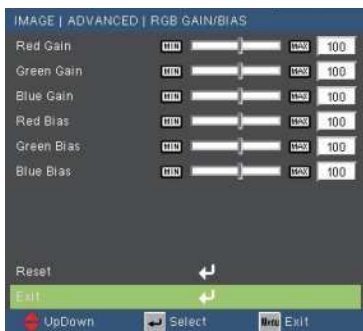 IMAGE | ADVANCED | RGB GAIN/BIAS
Red Gain MIN MAX 100
Green Gain MIN MAX 100
Blue Gain MIN MAX 100
Red Bias MIN MAX 100
Green Bias MIN MAX 100
Blue Bias MIN MAX 100
Reset
Exit
UpDown Select Menu Exit